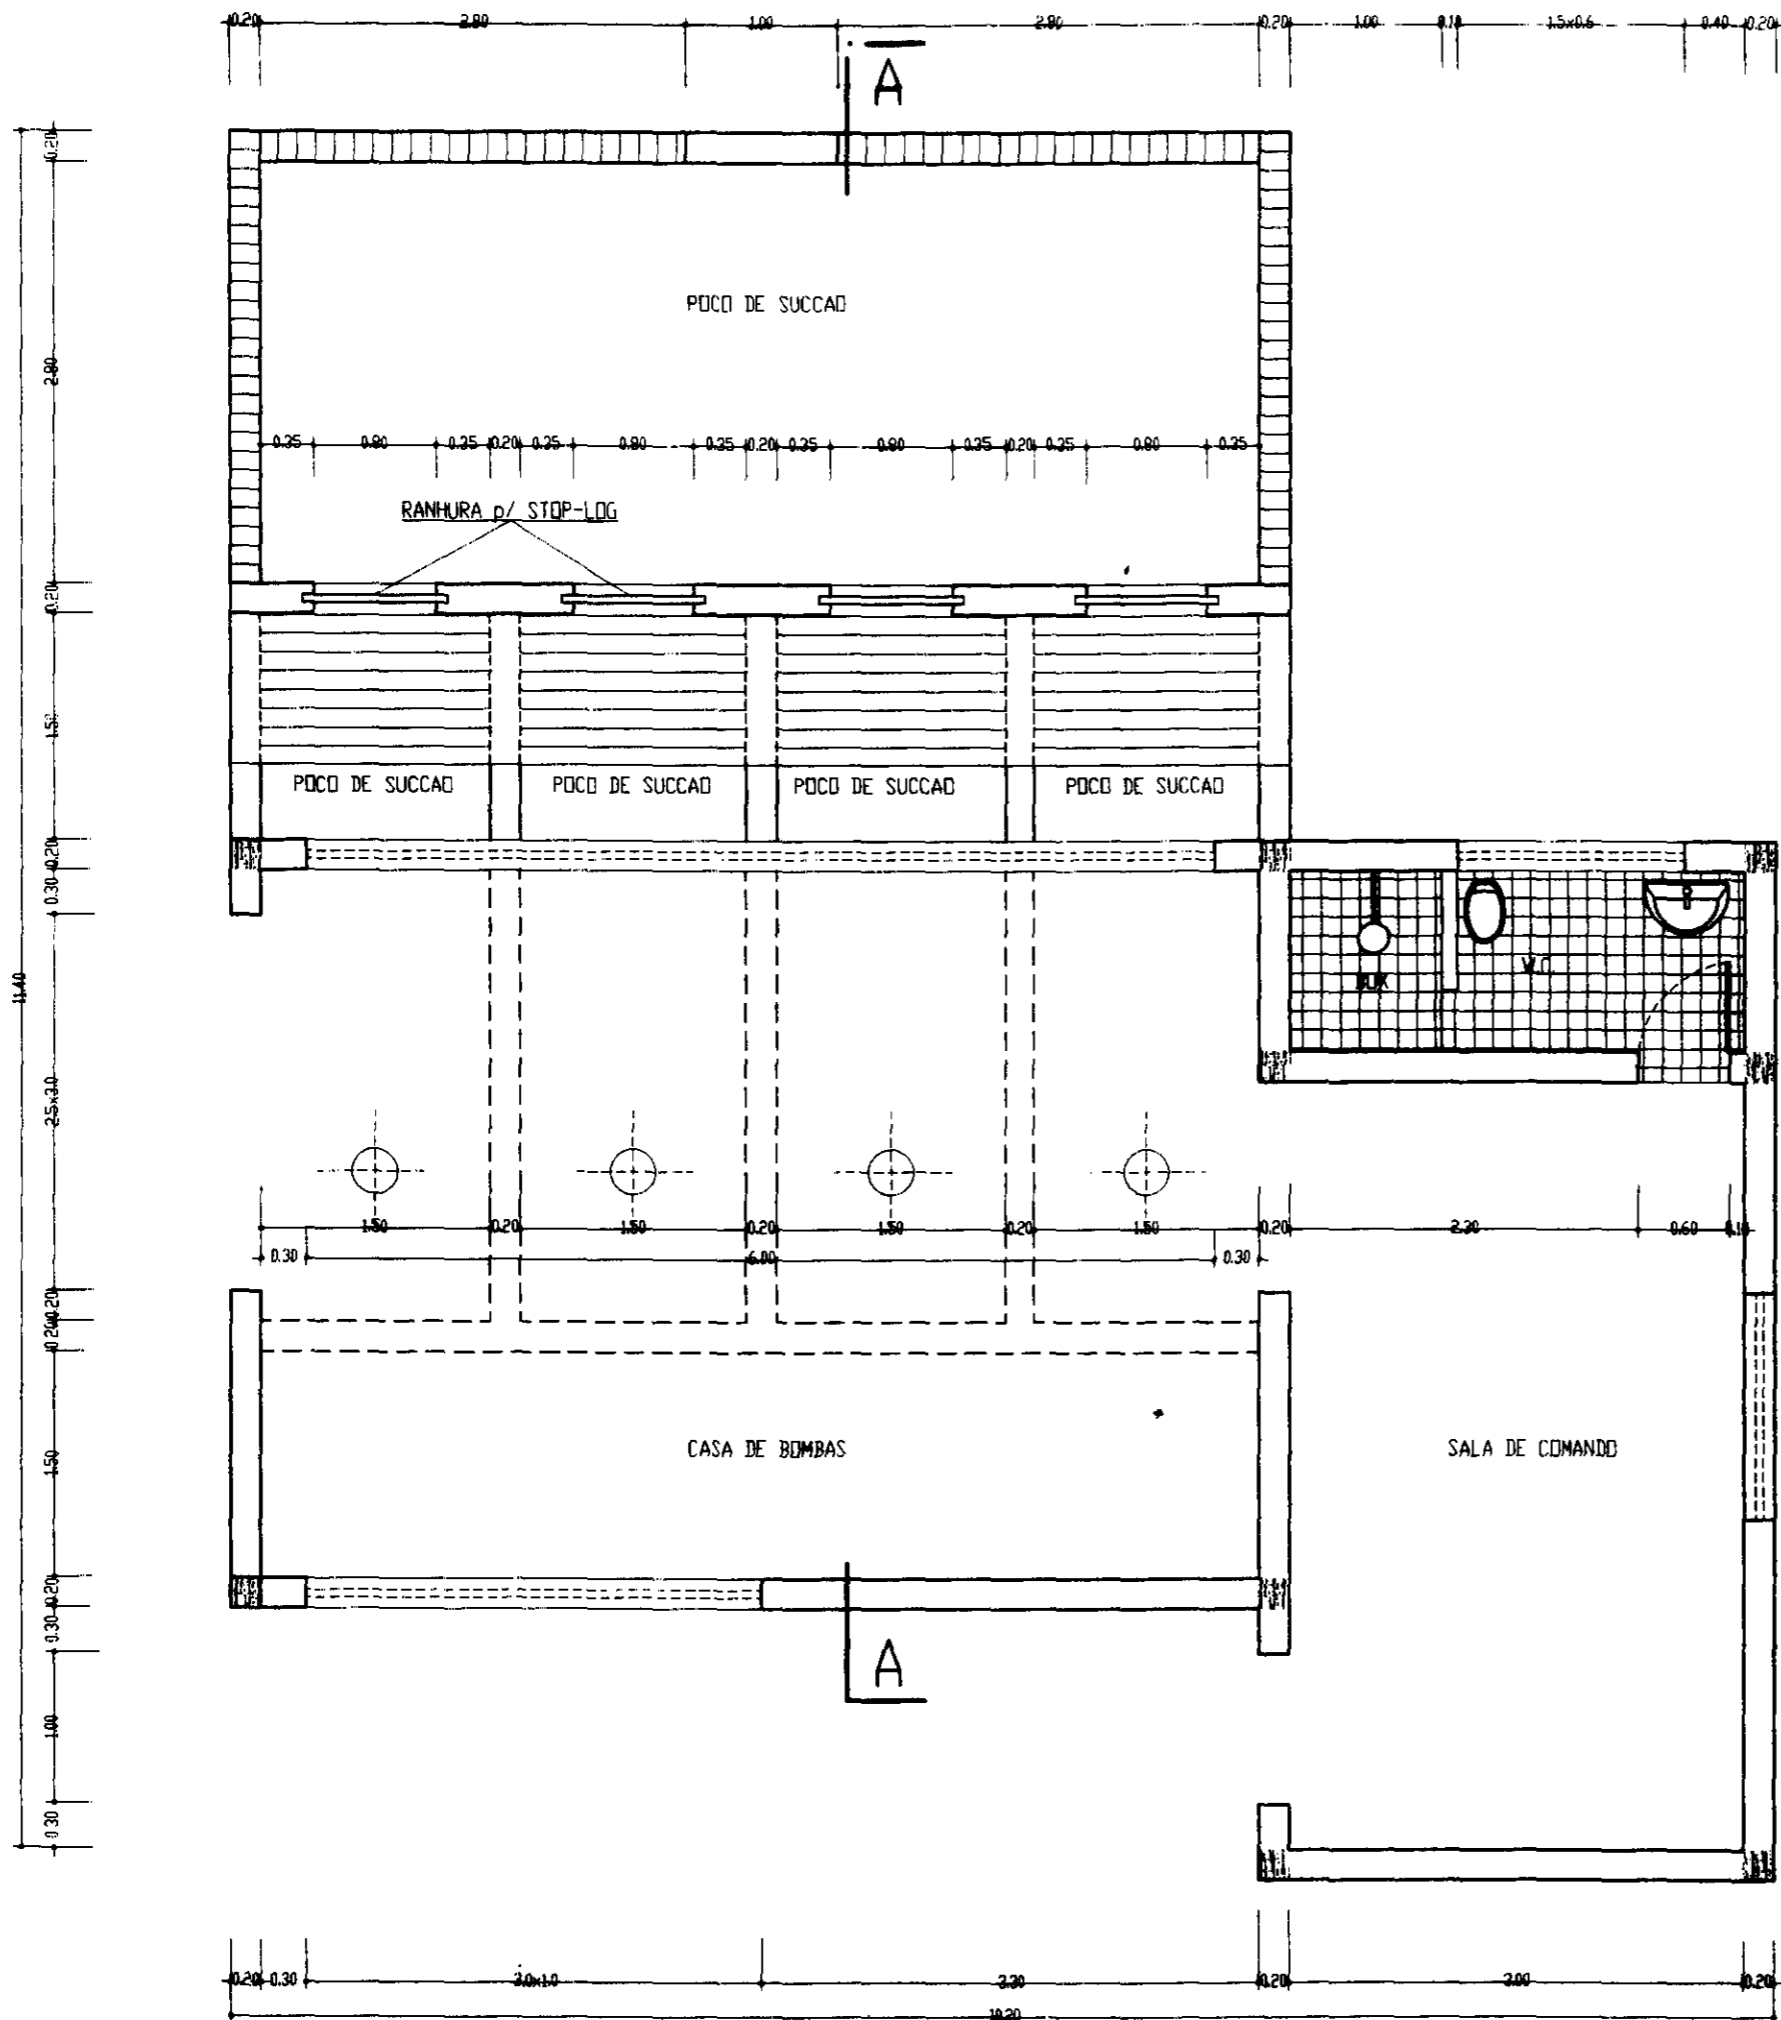 0.20 2.80 1.00 2.80 0.20 1.00 0.10 1.5x0.6 0.40 0.20
A
0.20
POCO DE SUCCAO
2.80
0.35 0.80 0.35 0.20 0.35 0.80 0.35 0.20 0.35 0.80 0.35 0.20 0.35 0.80 0.35
RANHURA p/ STOP-LOG
0.20
1.50
POCO DE SUCCAO POCO DE SUCCAO POCO DE SUCCAO POCO DE SUCCAO
0.20
0.30
W.C.
BOX
11.40
2.5x3.0
1.50 0.20 1.50 0.20 1.50 0.20 1.50 0.20 2.30 0.60 0.10
0.30 6.00 0.30
0.20
0.20
CASA DE BOMBAS SALA DE COMANDO
1.50
0.20
0.30
A
1.00
0.30
0.20 0.30 3.0x1.0 3.30 0.20 3.00 0.20
10.20